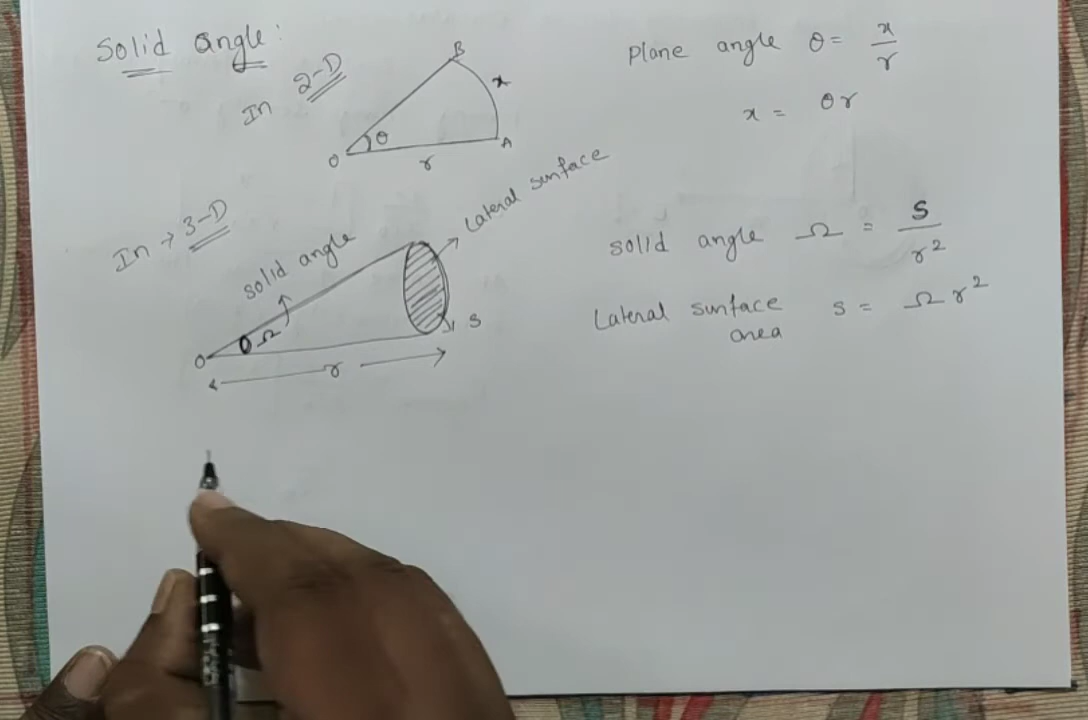 Solid angle:
In 2-D
B
x
θ
O
r
A
Plane angle θ = x/r
x = θr
In → 3-D
solid angle
Lateral surface
Ω
O
S
r
solid angle Ω = S/r²
Lateral surface area S = Ωr²